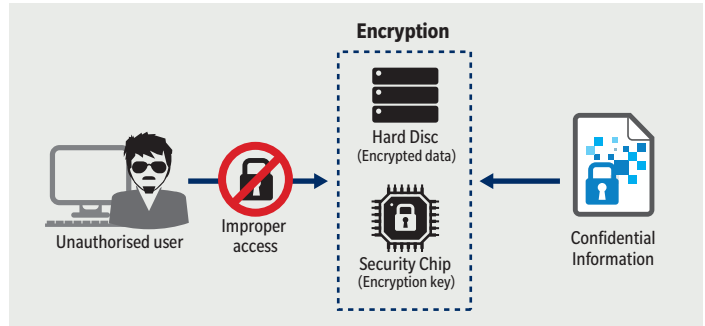 Encryption
Hard Disc
(Encrypted data)
Unauthorised user
Improper
access
Security Chip
(Encryption key)
Confidential
Information